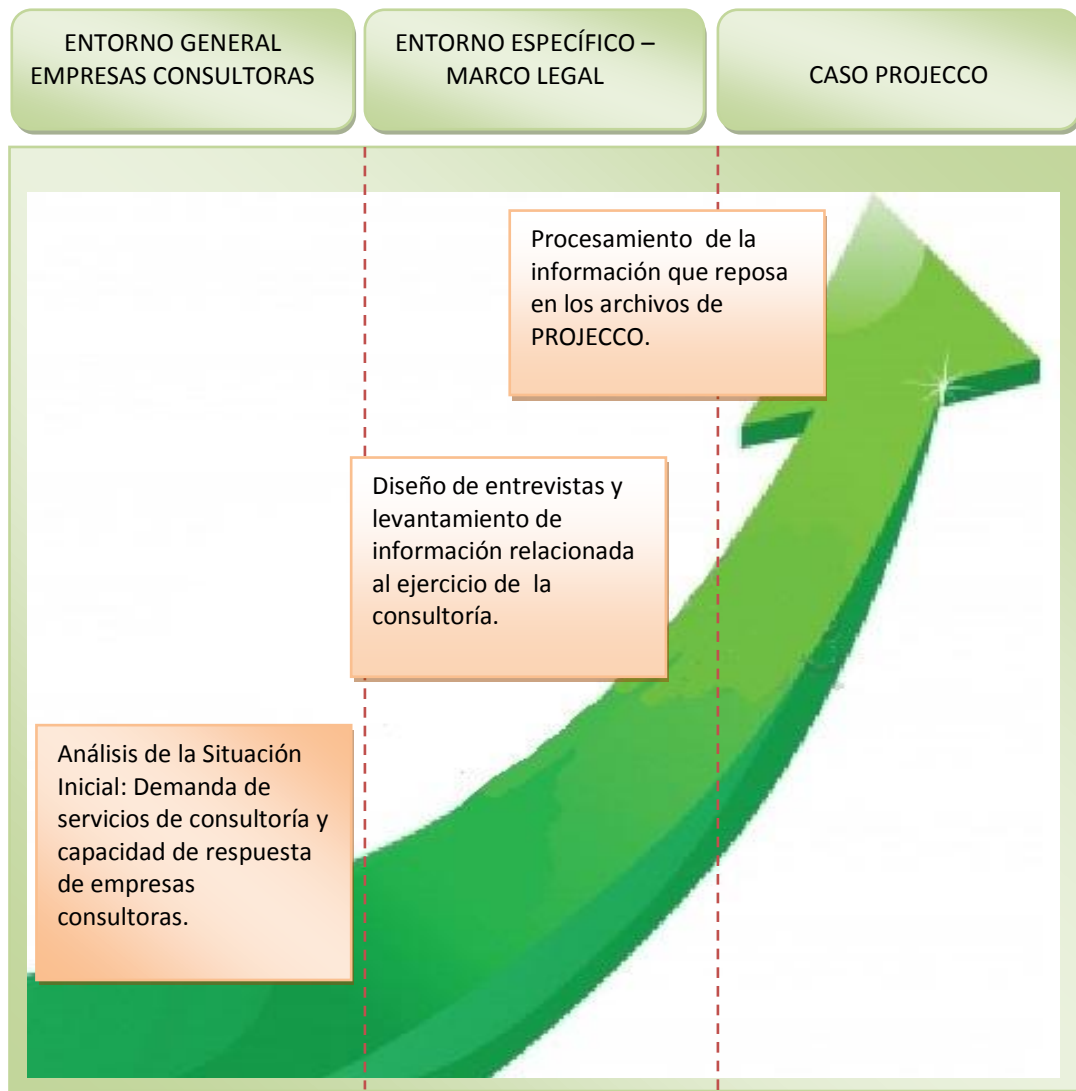 ENTORNO GENERAL
EMPRESAS CONSULTORAS
ENTORNO ESPECÍFICO –
MARCO LEGAL
CASO PROJECCO
Procesamiento de la
información que reposa
en los archivos de
PROJECCO.
Diseño de entrevistas y
levantamiento de
información relacionada
al ejercicio de la
consultoría.
Análisis de la Situación
Inicial: Demanda de
servicios de consultoría y
capacidad de respuesta
de empresas
consultoras.